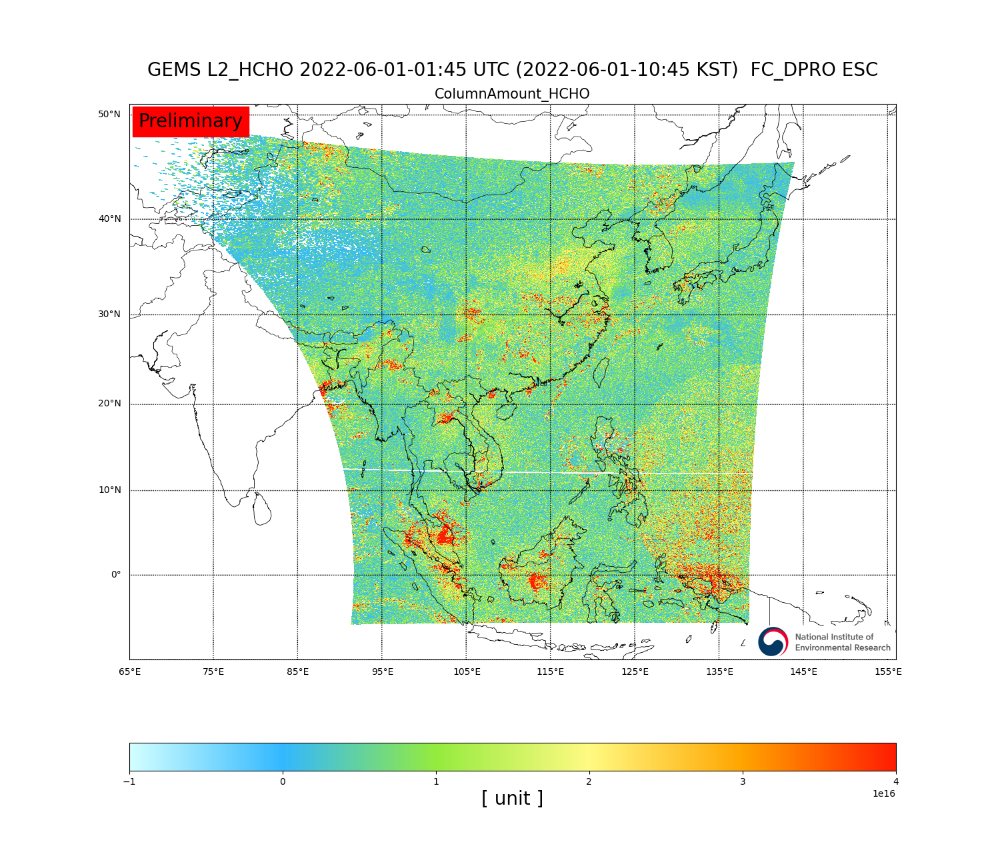 GEMS L2_HCHO 2022-06-01-01:45 UTC (2022-06-01-10:45 KST)  FC_DPRO ESC
ColumnAmount_HCHO
Preliminary
50°N
40°N
30°N
20°N
10°N
0°
National Institute of
Environmental Research
65°E 75°E 85°E 95°E 105°E 115°E 125°E 135°E 145°E 155°E
−1 0 1 2 3 4
1e16
[ unit ]